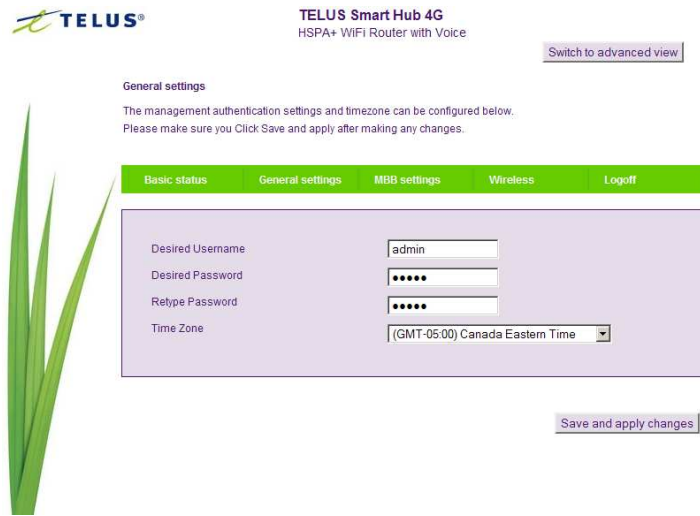 TELUS®
TELUS Smart Hub 4G
HSPA+ WiFi Router with Voice
Switch to advanced view
General settings
The management authentication settings and timezone can be configured below.
Please make sure you Click Save and apply after making any changes.
Basic status General settings MBB settings Wireless Logoff
Desired Username admin
Desired Password •••••
Retype Password •••••
Time Zone (GMT-05:00) Canada Eastern Time
Save and apply changes